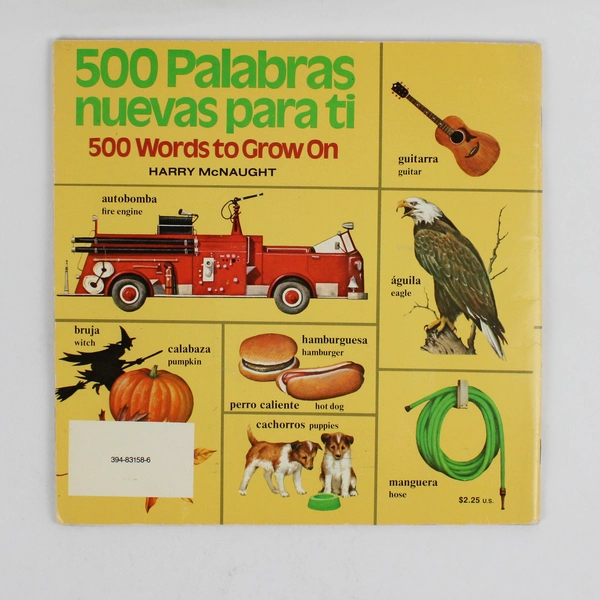 500 Palabras
nuevas para ti
500 Words to Grow On
HARRY McNAUGHT
guitarra
guitar
autobomba
fire engine
águila
eagle
bruja
witch
calabaza
pumpkin
hamburguesa
hamburger
perro caliente hot dog
cachorros puppies
394-83158-6
manguera
hose
$2.25 U.S.